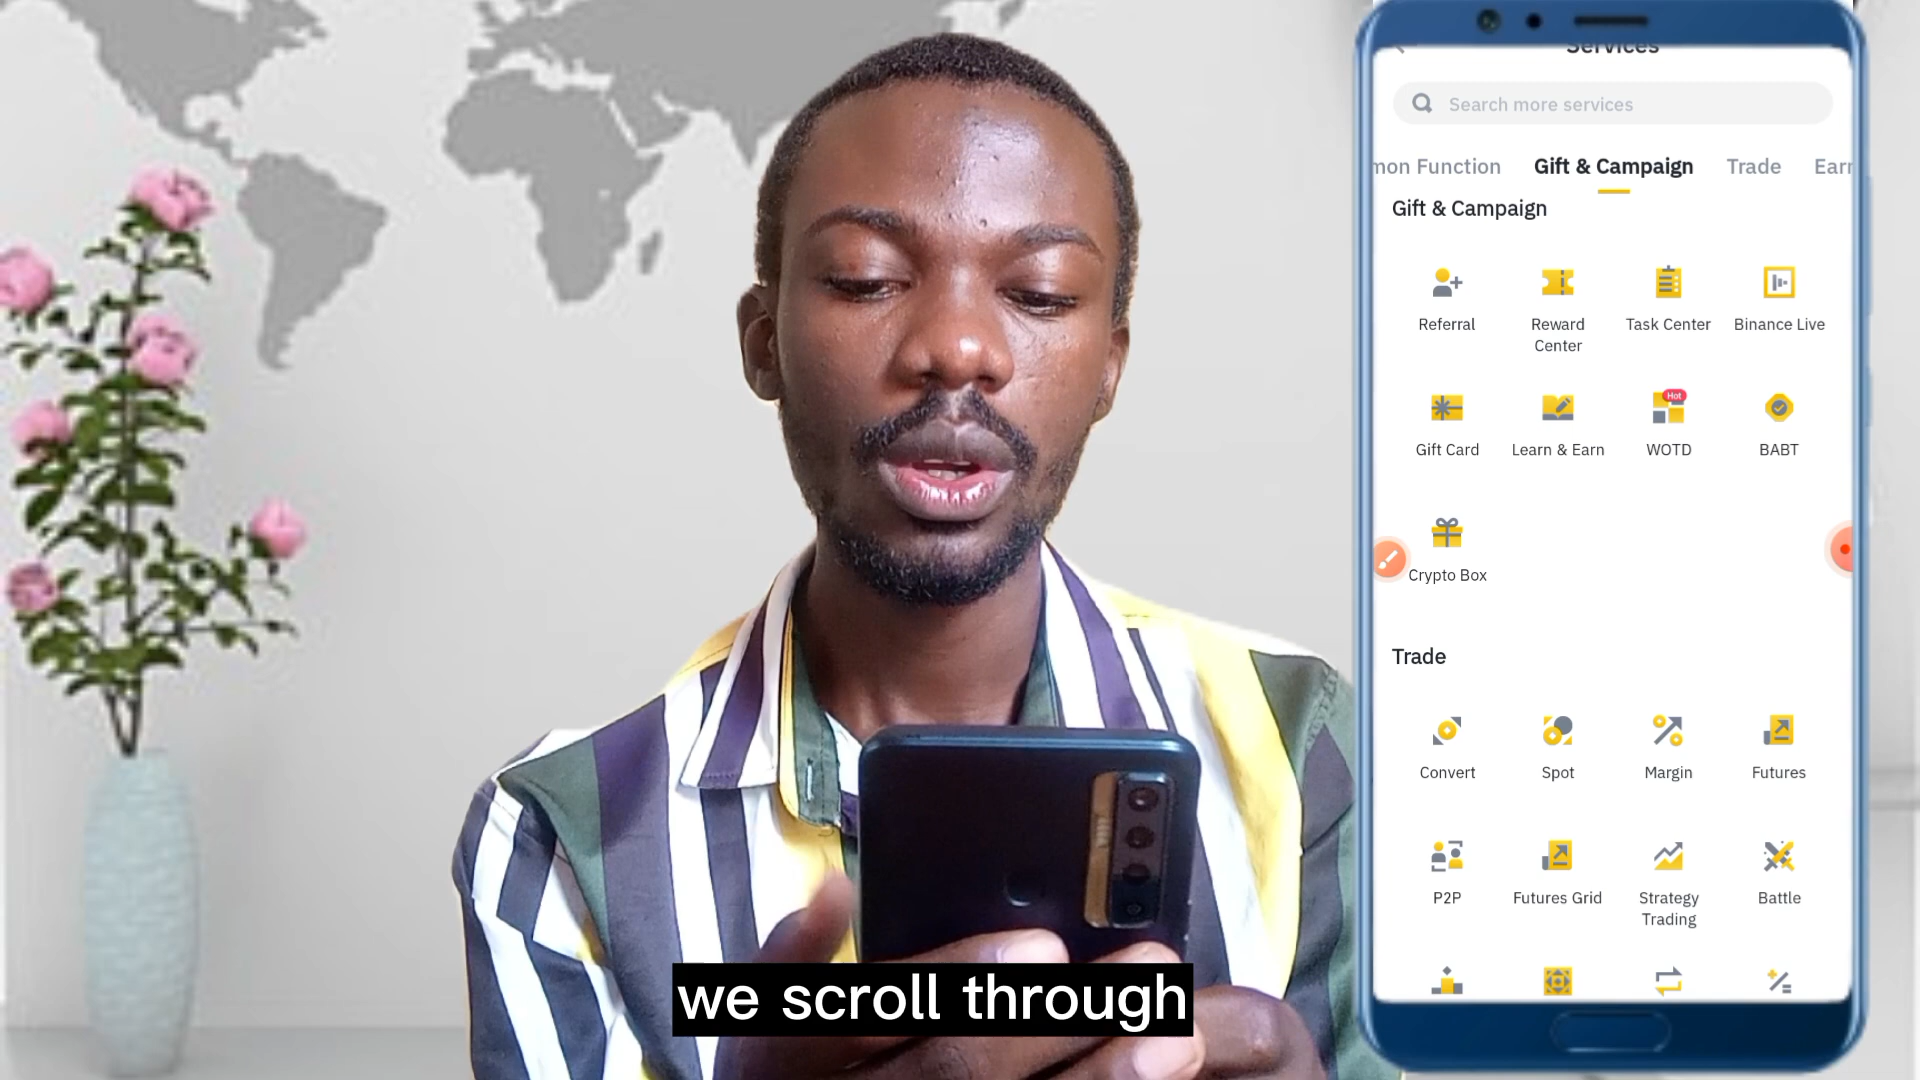 Services
Search more services
mon Function Gift & Campaign Trade Earn
Gift & Campaign
Referral
Reward
Center
Task Center
Binance Live
Gift Card
Learn & Earn
Hot
WOTD
BABT
Crypto Box
Trade
Convert
Spot
Margin
Futures
P2P
Futures Grid
Strategy
Trading
Battle
we scroll through